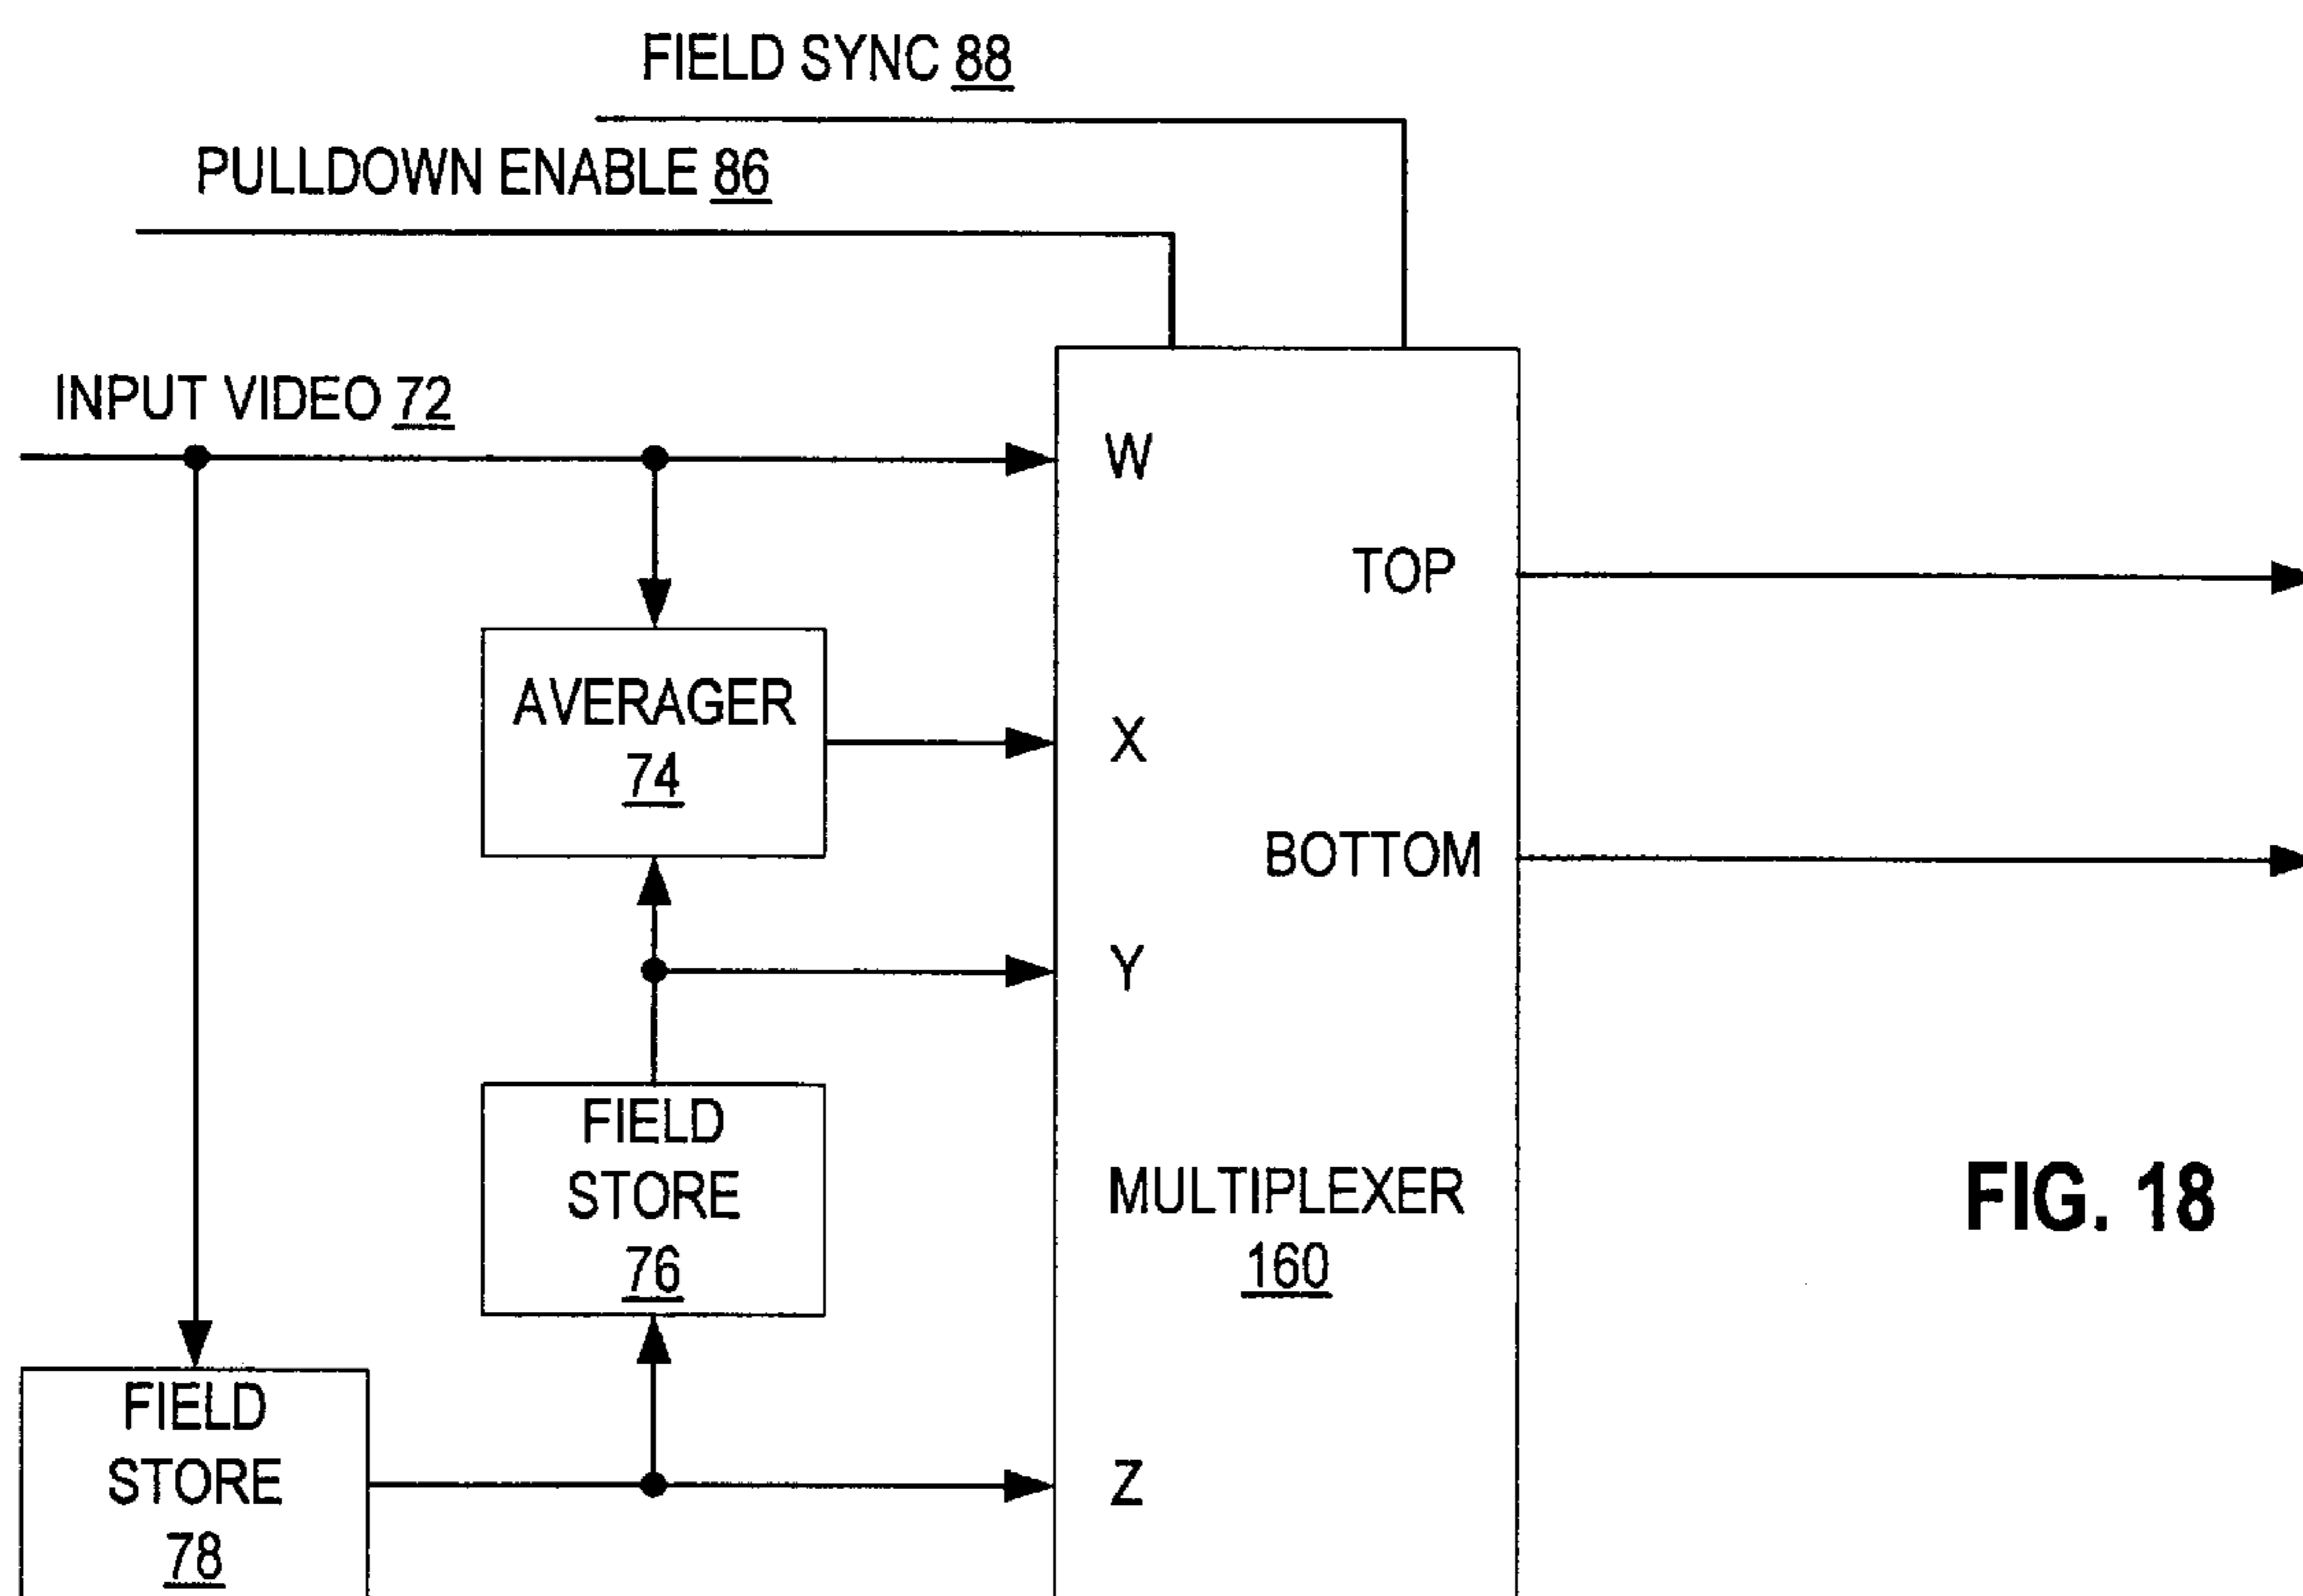 FIELD SYNC 88
PULLDOWN ENABLE 86
INPUT VIDEO 72
W
TOP
AVERAGER
74
X
BOTTOM
Y
FIELD
STORE
76
MULTIPLEXER
160
FIG. 18
FIELD
STORE
78
Z